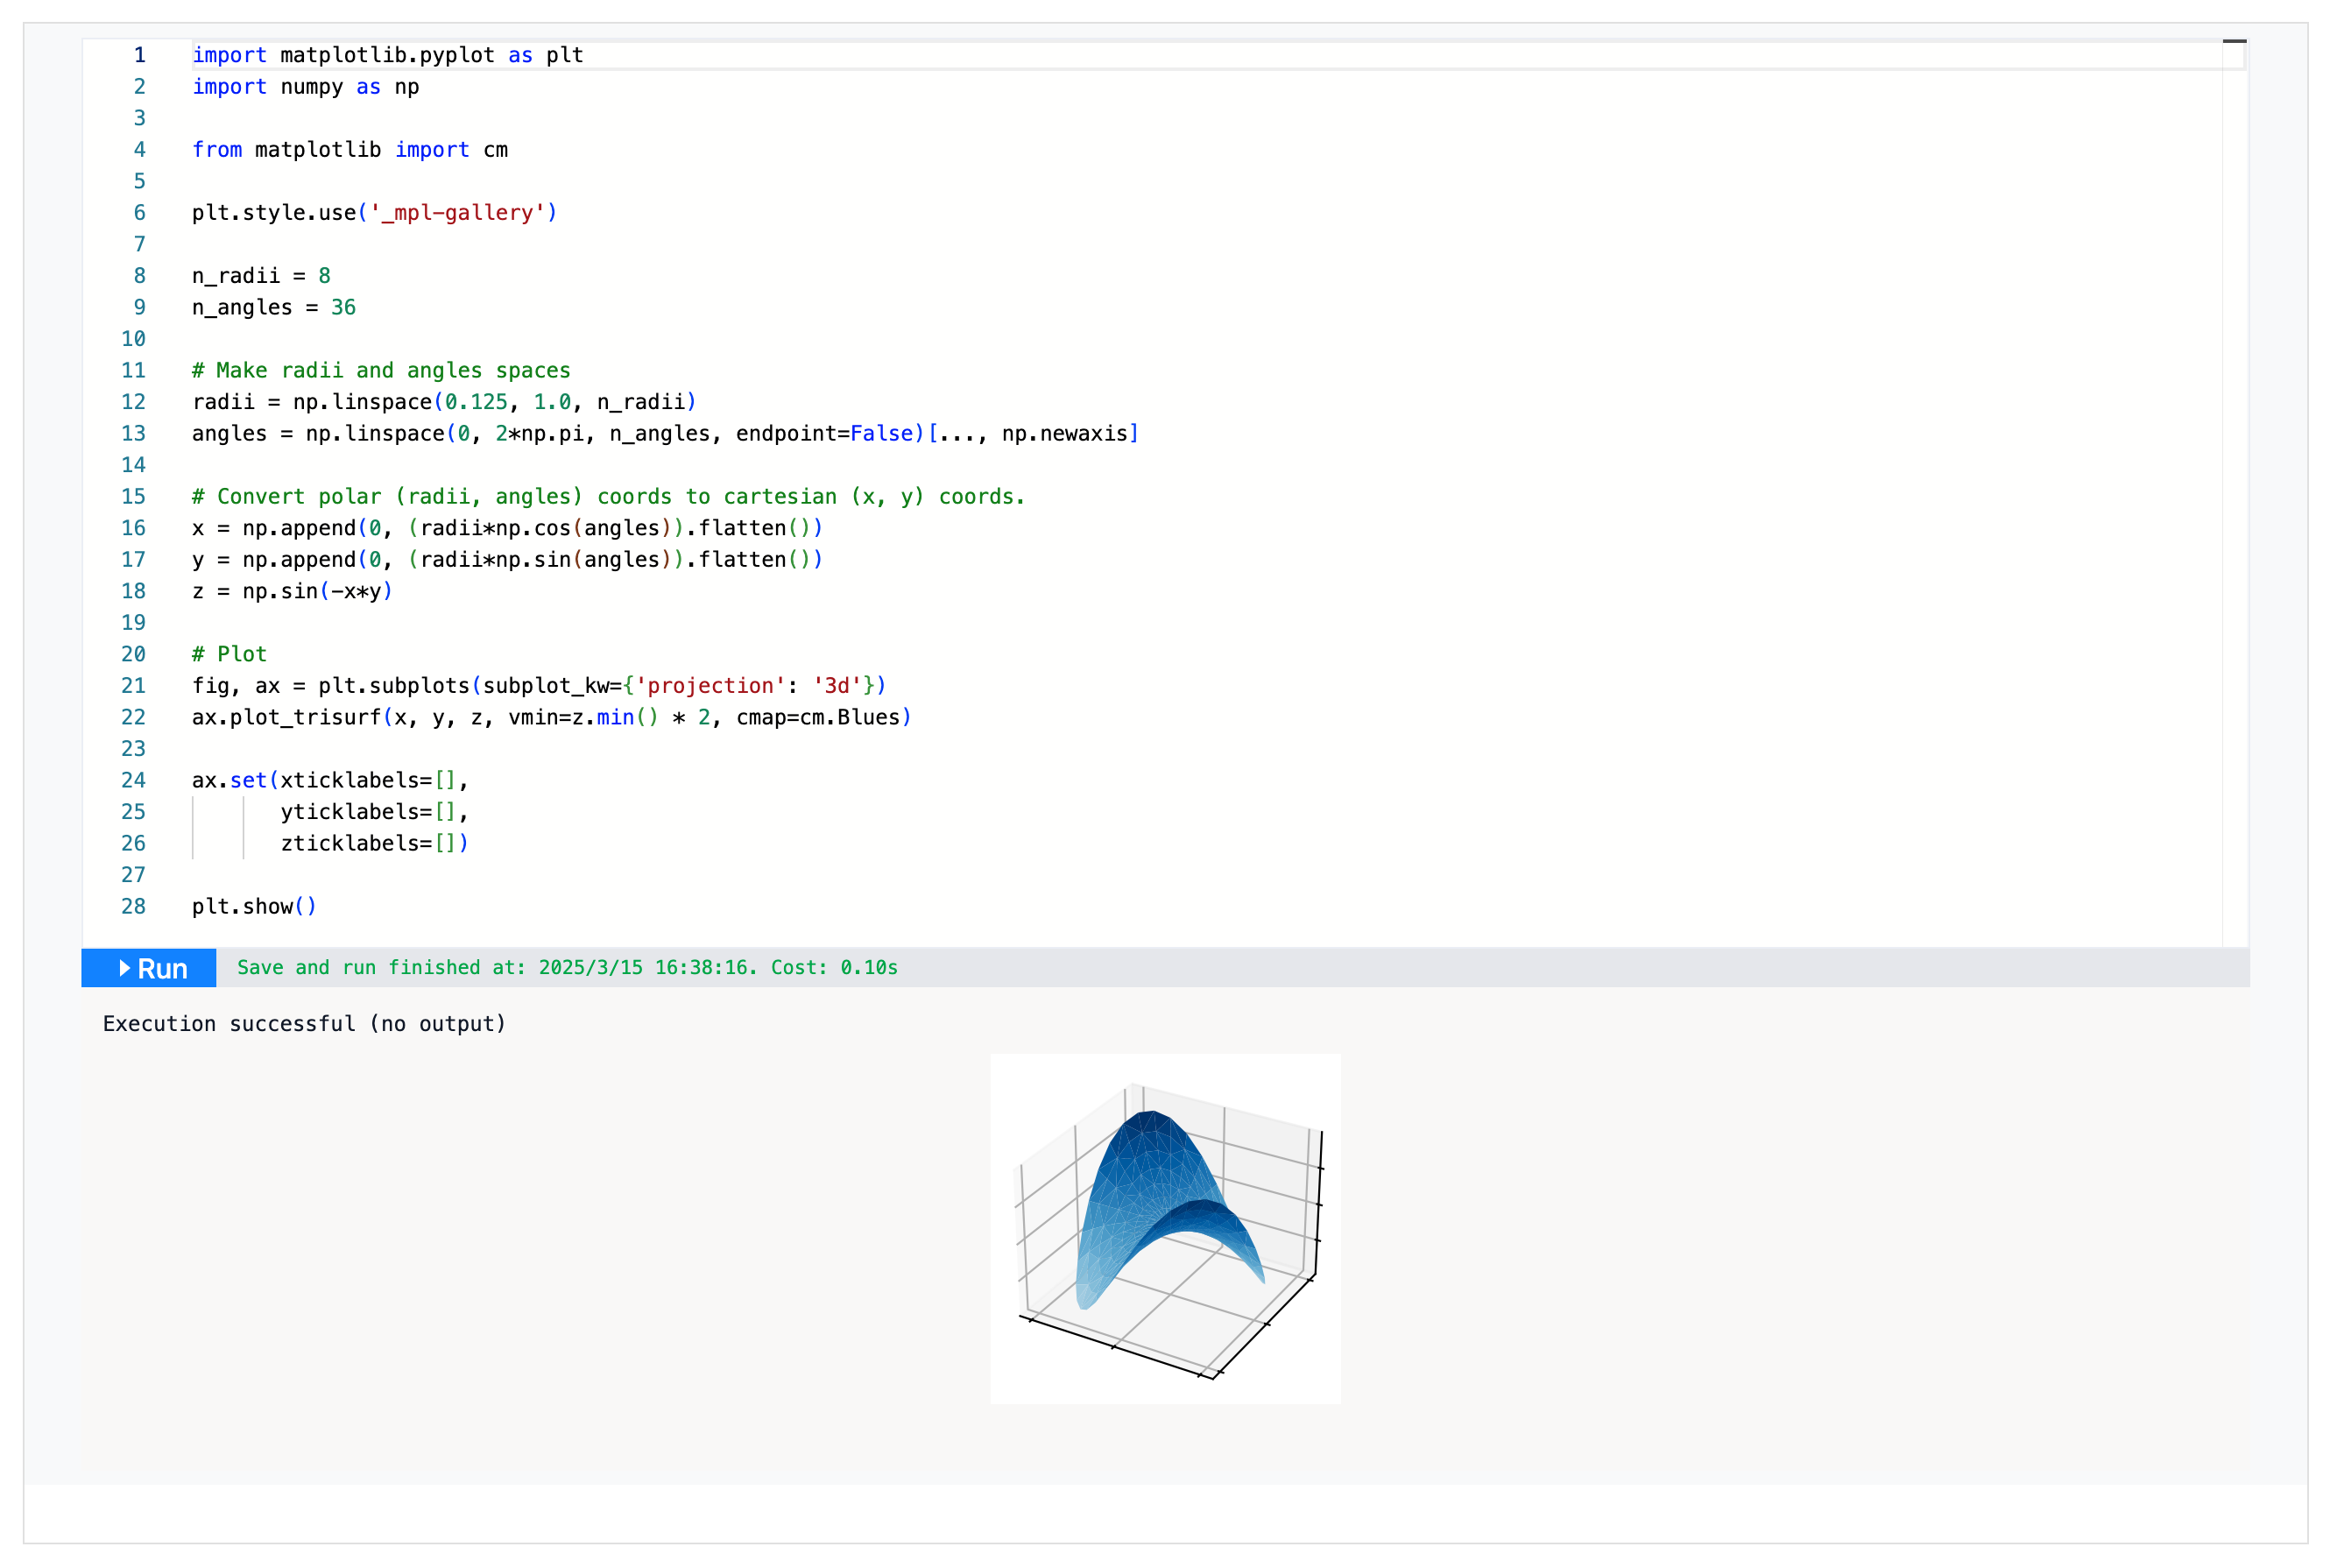 1 import matplotlib.pyplot as plt
2 import numpy as np
3
4 from matplotlib import cm
5
6 plt.style.use('_mpl-gallery')
7
8 n_radii = 8
9 n_angles = 36
10
11 # Make radii and angles spaces
12 radii = np.linspace(0.125, 1.0, n_radii)
13 angles = np.linspace(0, 2*np.pi, n_angles, endpoint=False)[..., np.newaxis]
14
15 # Convert polar (radii, angles) coords to cartesian (x, y) coords.
16 x = np.append(0, (radii*np.cos(angles)).flatten())
17 y = np.append(0, (radii*np.sin(angles)).flatten())
18 z = np.sin(-x*y)
19
20 # Plot
21 fig, ax = plt.subplots(subplot_kw={'projection': '3d'})
22 ax.plot_trisurf(x, y, z, vmin=z.min() * 2, cmap=cm.Blues)
23
24 ax.set(xticklabels=[],
25        yticklabels=[],
26        zticklabels=[])
27
28 plt.show()
Run Save and run finished at: 2025/3/15 16:38:16. Cost: 0.10s
Execution successful (no output)